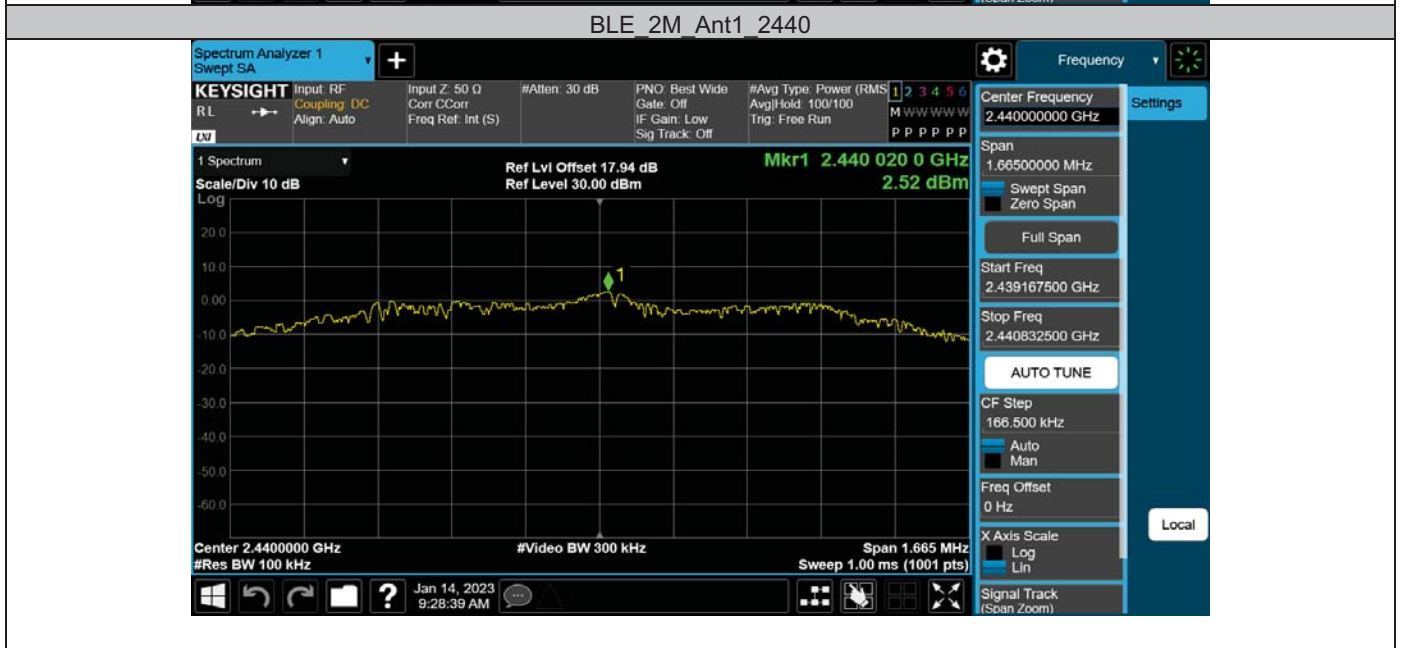 (Span Zoom)
BLE_2M_Ant1_2440
Spectrum Analyzer 1
Swept SA
+
Frequency
KEYSIGHT
RL
LXI
Input: RF
Coupling: DC
Align: Auto
Input Z: 50 Ω
Corr CCorr
Freq Ref: Int (S)
#Atten: 30 dB
PNO: Best Wide
Gate: Off
IF Gain: Low
Sig Track: Off
#Avg Type: Power (RMS
Avg|Hold: 100/100
Trig: Free Run
1 2 3 4 5 6
M W W W W W
P P P P P P
1 Spectrum
Scale/Div 10 dB
Log
Ref Lvl Offset 17.94 dB
Ref Level 30.00 dBm
Mkr1 2.440 020 0 GHz
2.52 dBm
20.0
10.0
0.00
-10.0
-20.0
-30.0
-40.0
-50.0
-60.0
1
Center 2.4400000 GHz
#Res BW 100 kHz
#Video BW 300 kHz
Span 1.665 MHz
Sweep 1.00 ms (1001 pts)
?
Jan 14, 2023
9:28:39 AM
Center Frequency
2.440000000 GHz
Span
1.66500000 MHz
Swept Span
Zero Span
Full Span
Start Freq
2.439167500 GHz
Stop Freq
2.440832500 GHz
AUTO TUNE
CF Step
166.500 kHz
Auto
Man
Freq Offset
0 Hz
X Axis Scale
Log
Lin
Signal Track
(Span Zoom)
Settings
Local